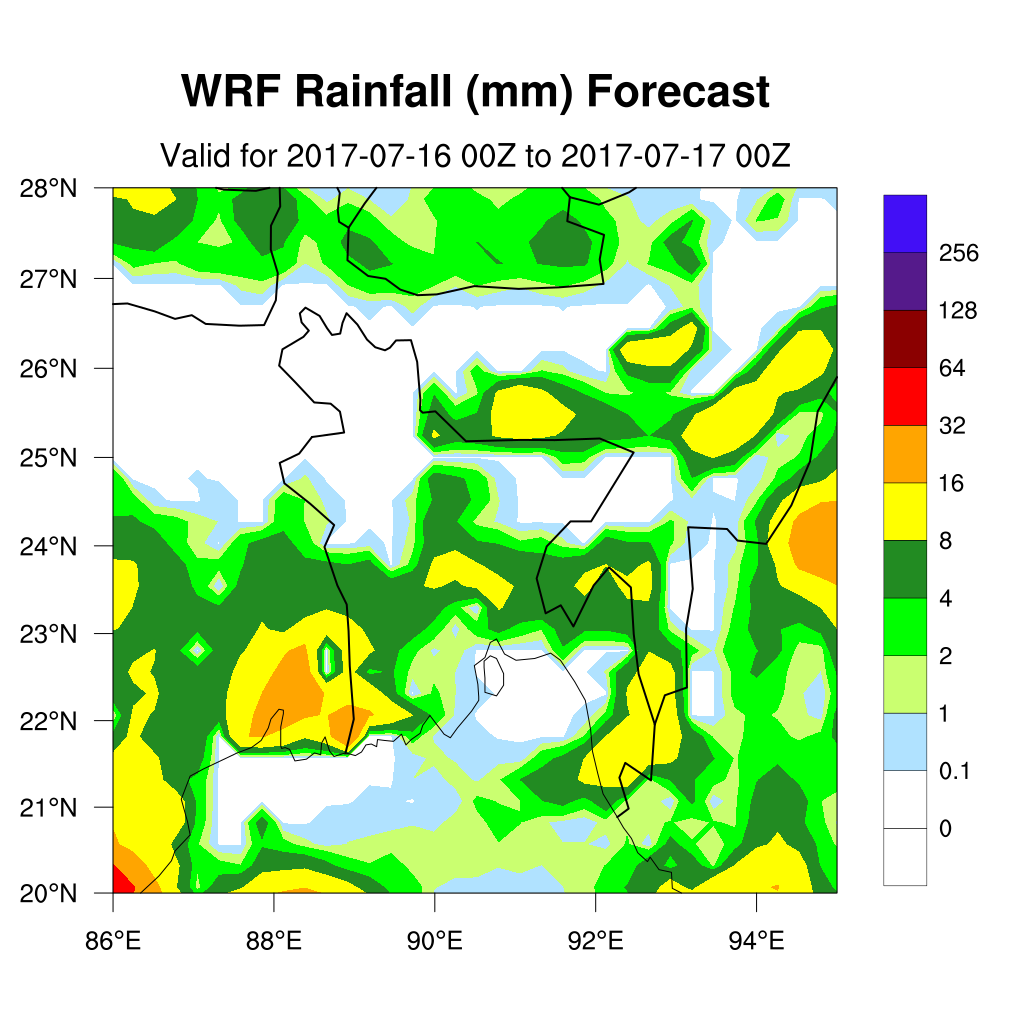 WRF Rainfall (mm) Forecast
Valid for 2017-07-16 00Z to 2017-07-17 00Z
28°N
27°N
26°N
25°N
24°N
23°N
22°N
21°N
20°N
86°E 88°E 90°E 92°E 94°E
256
128
64
32
16
8
4
2
1
0.1
0